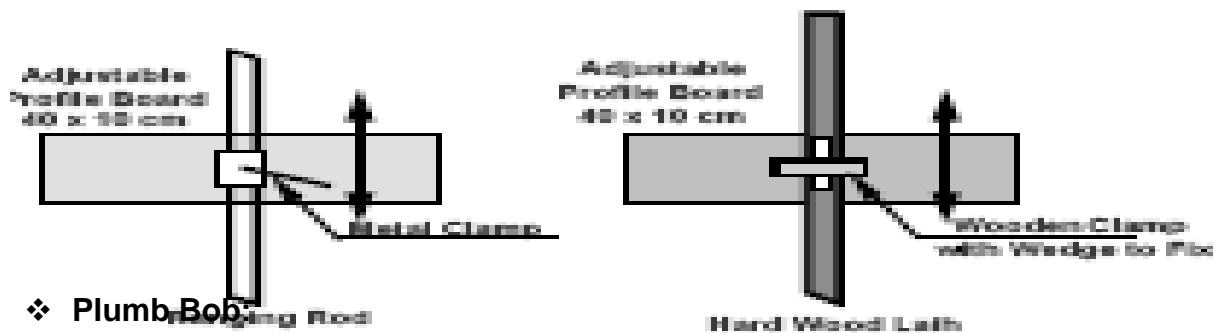 Adjustable
Profile Board
40 x 10 cm
Metal Clamp
❖ Plumb Bob:
Ranging Rod
Adjustable
Profile Board
40 x 10 cm
Wooden Clamp
with Wedge to Fix
Hard Wood Lath